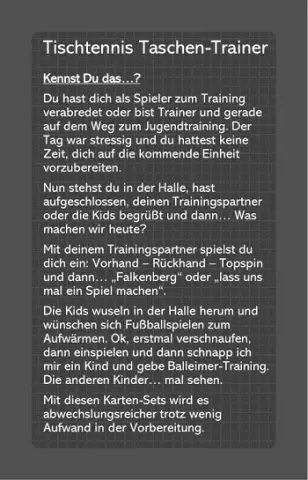 Tischtennis Taschen-Trainer
Kennst Du das…?
Du hast dich als Spieler zum Training
verabredet oder bist Trainer und gerade
auf dem Weg zum Jugendtraining. Der
Tag war stressig und du hattest keine
Zeit, dich auf die kommende Einheit
vorzubereiten.
Nun stehst du in der Halle, hast
aufgeschlossen, deinen Trainingspartner
oder die Kids begrüßt und dann… Was
machen wir heute?
Mit deinem Trainingspartner spielst du
dich ein: Vorhand – Rückhand – Topspin
und dann… „Falkenberg“ oder „lass uns
mal ein Spiel machen“.
Die Kids wuseln in der Halle herum und
wünschen sich Fußballspielen zum
Aufwärmen. Ok, erstmal verschnaufen,
dann einspielen und dann schnapp ich
mir ein Kind und gebe Balleimer-Training.
Die anderen Kinder… mal sehen.
Mit diesen Karten-Sets wird es
abwechslungsreicher trotz wenig
Aufwand in der Vorbereitung.